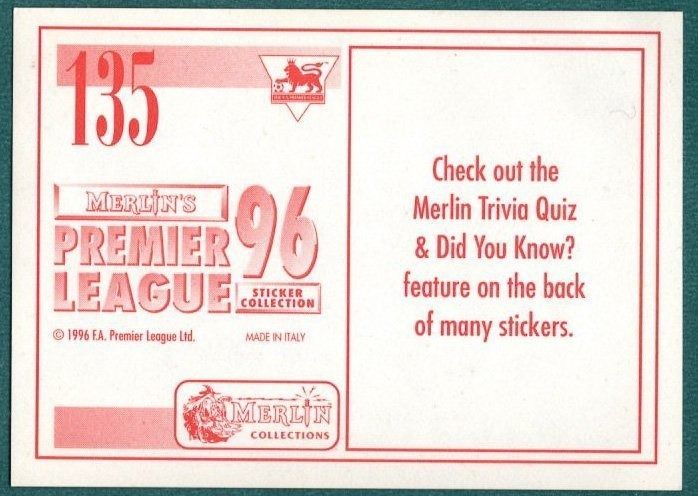 135
MERLIN'S
PREMIER
LEAGUE
96
STICKER
COLLECTION
© 1996 F.A. Premier League Ltd.
MADE IN ITALY
MERLIN
COLLECTIONS
Check out the
Merlin Trivia Quiz
& Did You Know?
feature on the back
of many stickers.